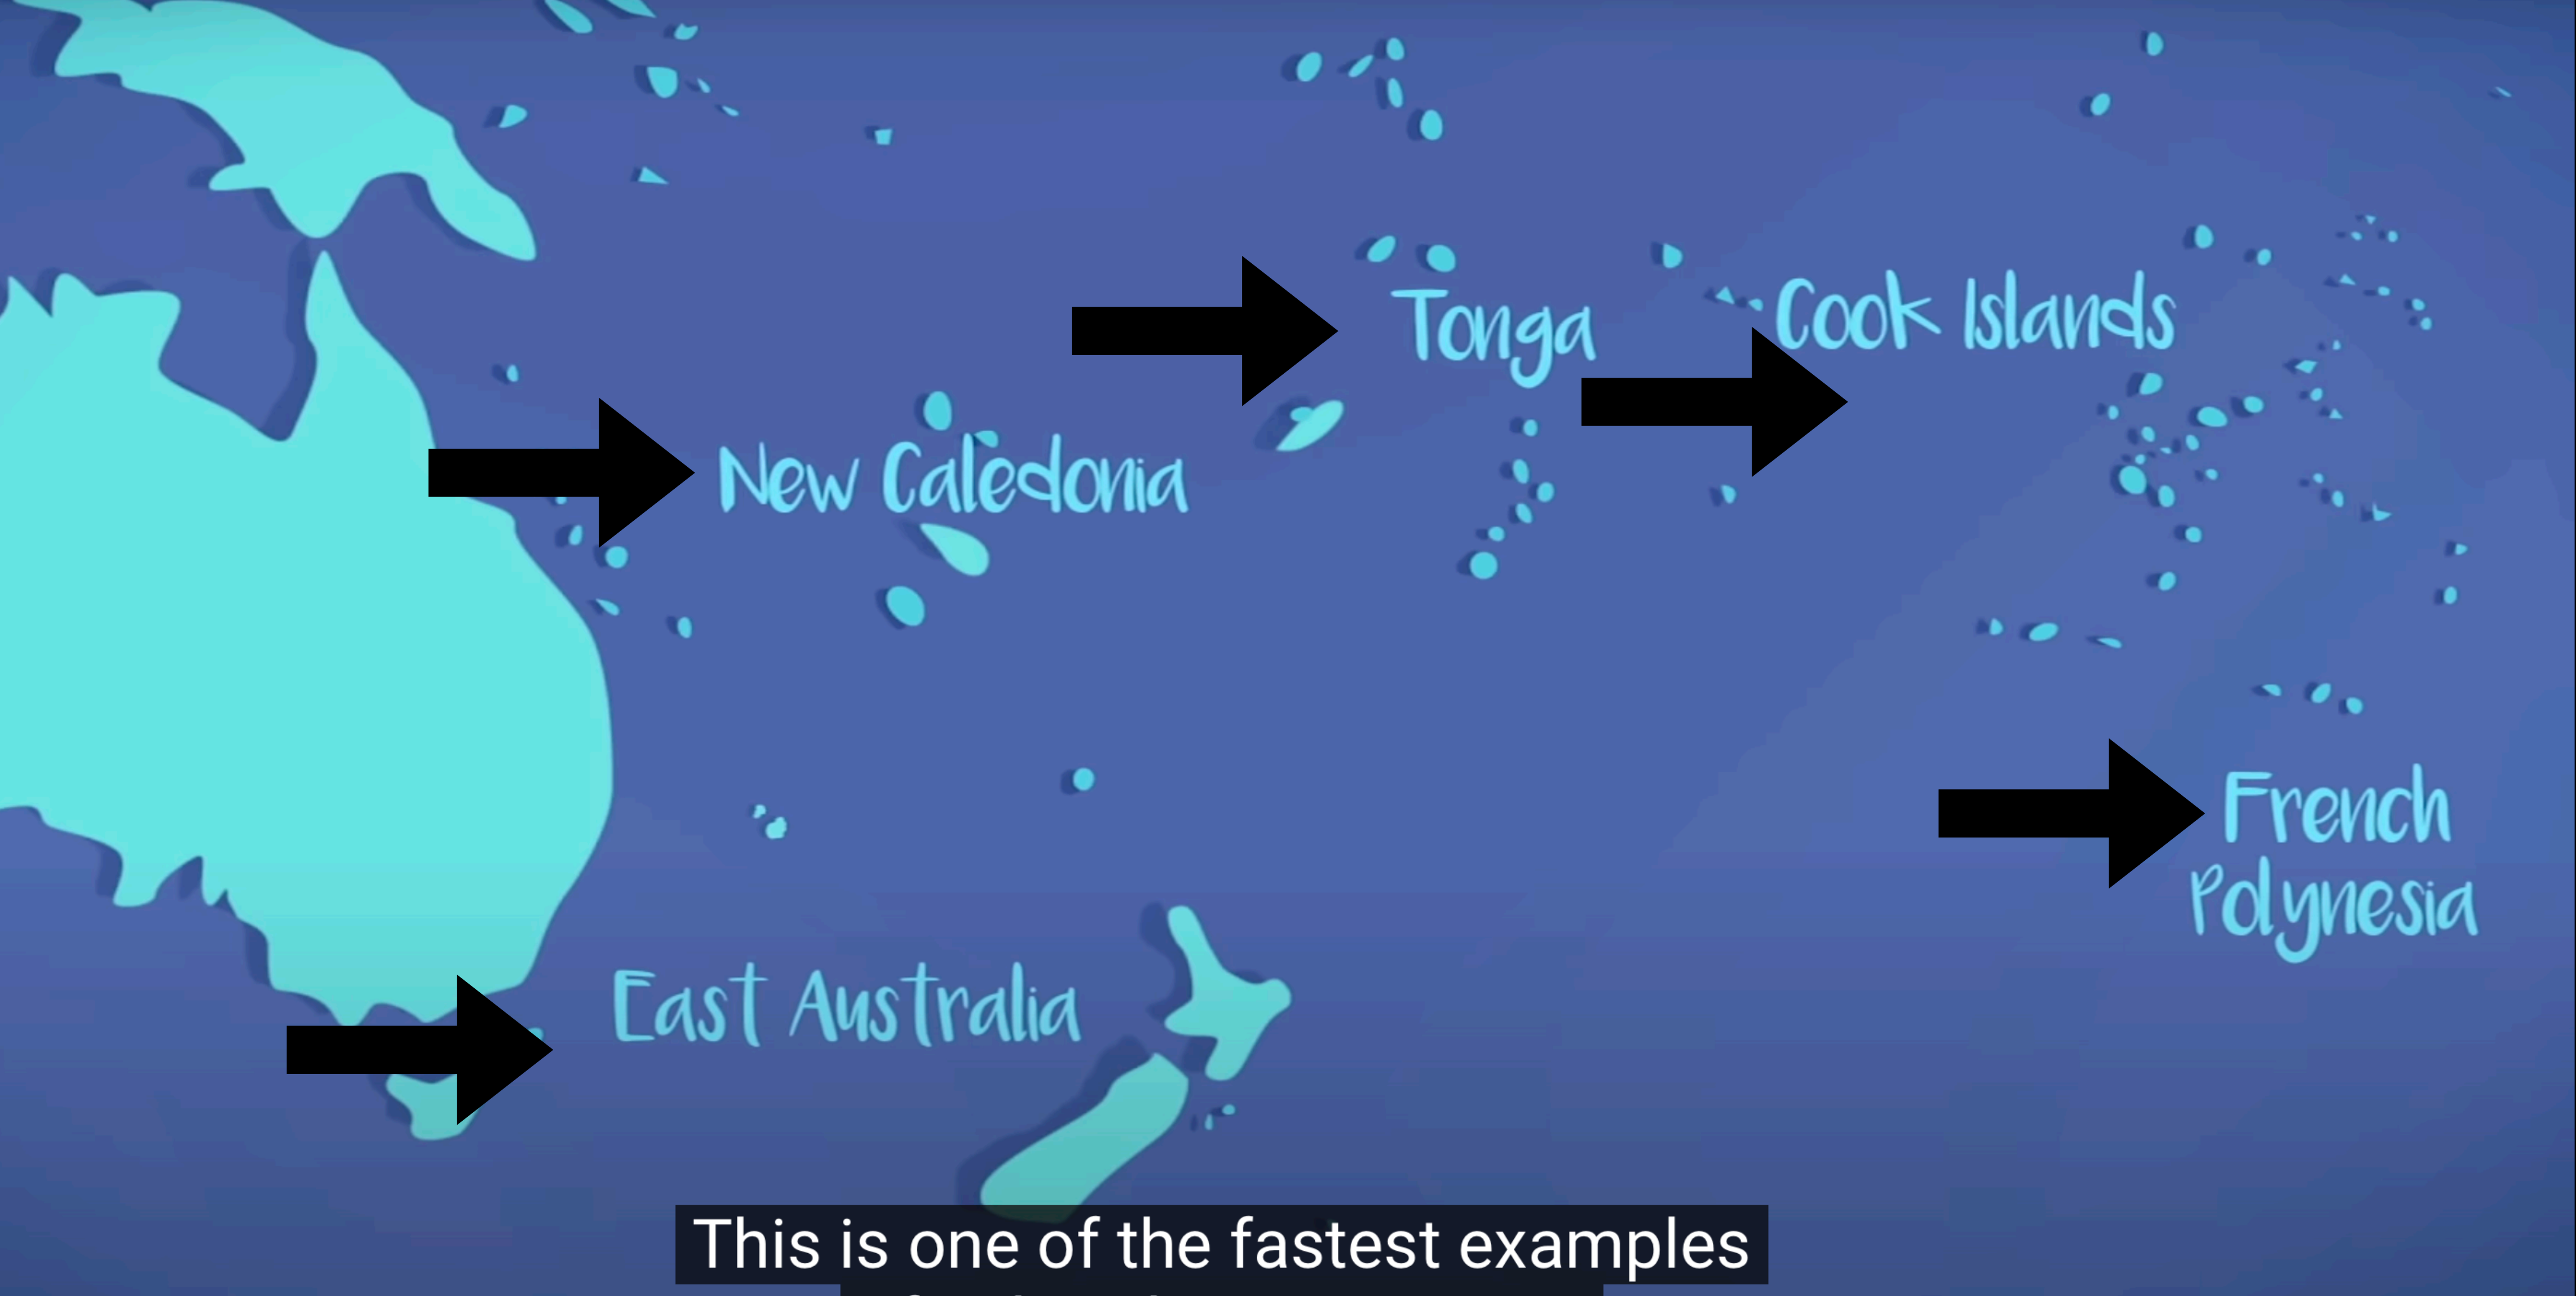 Tonga
Cook Islands
New Caledonia
French
Polynesia
East Australia
This is one of the fastest examples